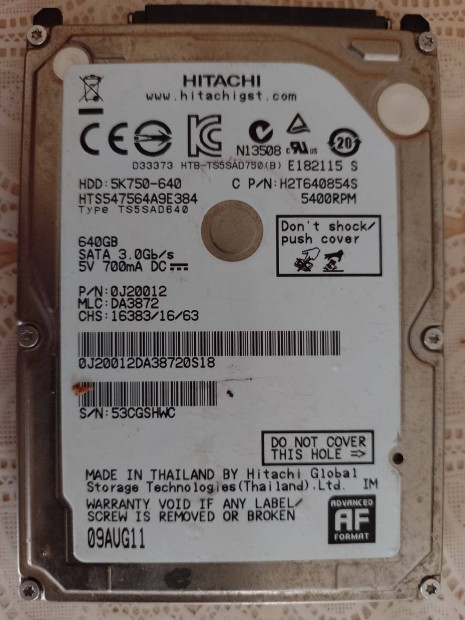 HITACHI
www.hitachigst.com
N13508
D33373 HTB-TS5SAD750(B) E182115 S
HDD:5K750-640 C P/N:H2T640854S
HTS547564A9E384 5400RPM
Type TS5SAD640
Don't shock/
push cover
640GB
SATA 3.0Gb/s
5V 700mA DC
P/N:0J20012
MLC:DA3872
CHS:16383/16/63
0J20012DA38720S18
S/N:53CGSHWC
DO NOT COVER
THIS HOLE =>
MADE IN THAILAND BY Hitachi Global
Storage Technologies(Thailand).Ltd. IM
WARRANTY VOID IF ANY LABEL/
SCREW IS REMOVED OR BROKEN
09AUG11
ADVANCED
AF
FORMAT
20